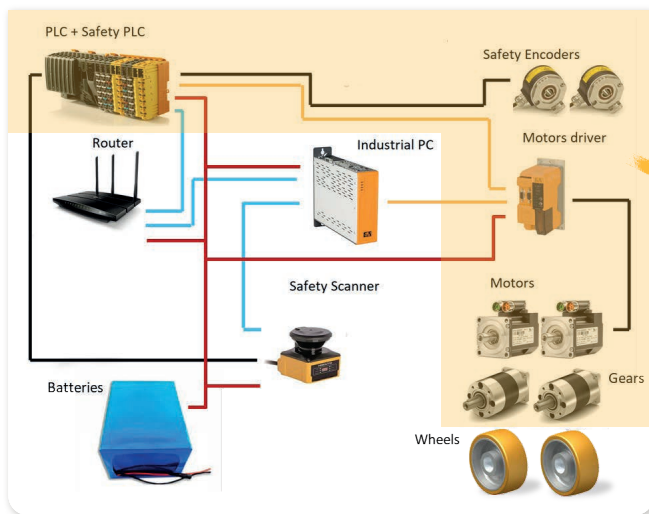 PLC + Safety PLC
Safety Encoders
Router
Industrial PC
Motors driver
Safety Scanner
Motors
Batteries
Gears
Wheels